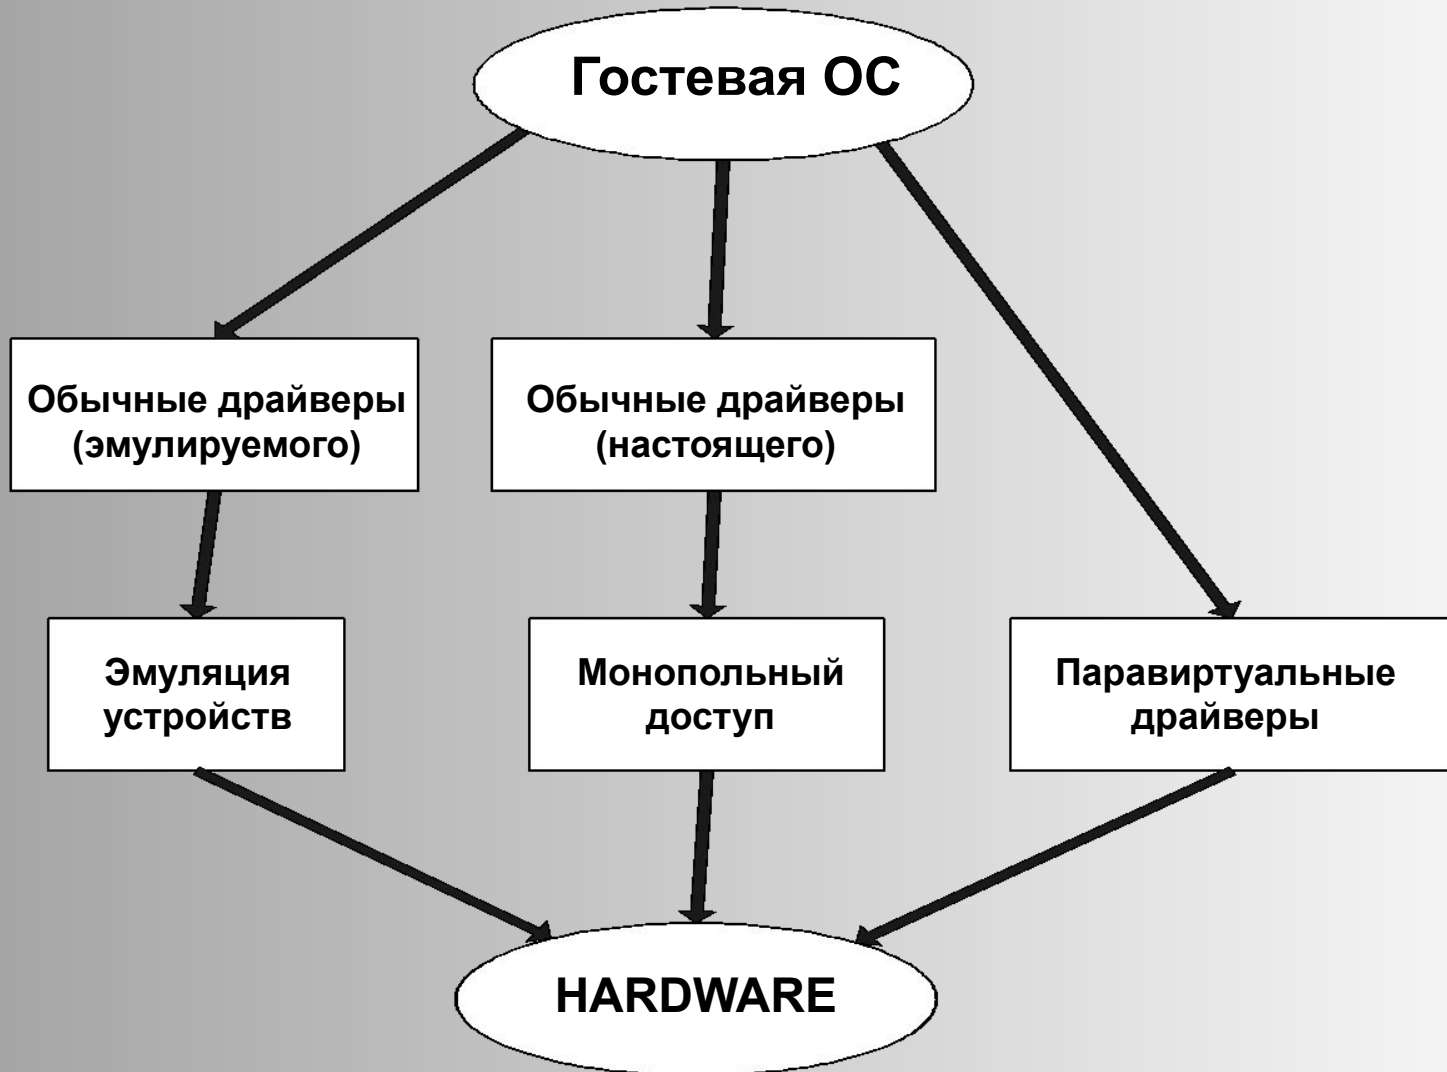 Гостевая ОС
Обычные драйверы
(эмулируемого)
Обычные драйверы
(настоящего)
Эмуляция
устройств
Монопольный
доступ
Паравиртуальные
драйверы
HARDWARE